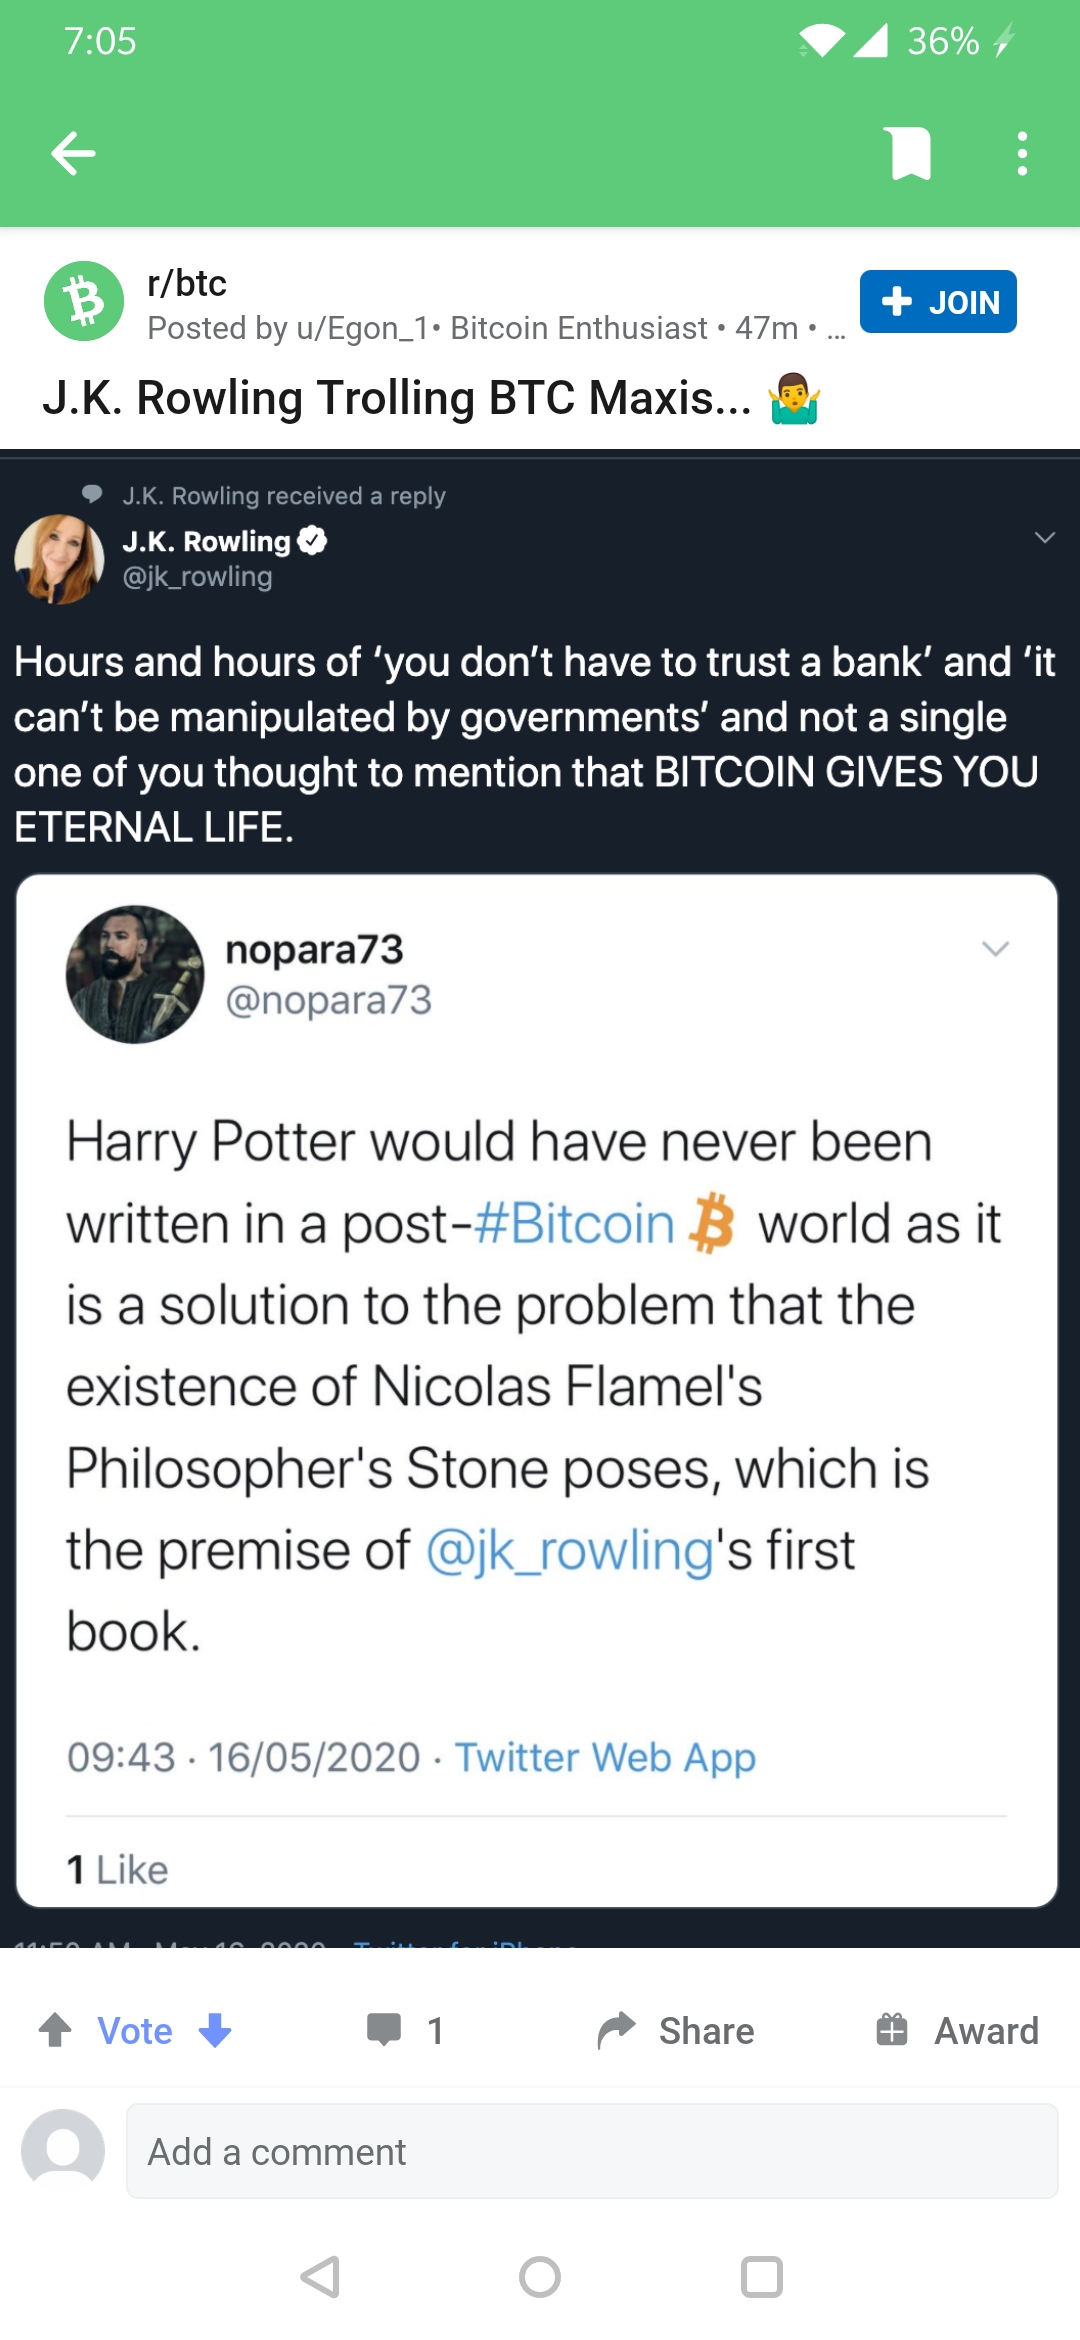 7:05
36%
r/btc
Posted by u/Egon_1• Bitcoin Enthusiast • 47m • ...
JOIN
J.K. Rowling Trolling BTC Maxis... 🤷‍♂️
J.K. Rowling received a reply
J.K. Rowling
@jk_rowling
Hours and hours of ‘you don’t have to trust a bank’ and ‘it
can’t be manipulated by governments’ and not a single
one of you thought to mention that BITCOIN GIVES YOU
ETERNAL LIFE.
nopara73
@nopara73
Harry Potter would have never been
written in a post-#Bitcoin ₿ world as it
is a solution to the problem that the
existence of Nicolas Flamel's
Philosopher's Stone poses, which is
the premise of @jk_rowling's first
book.
09:43 · 16/05/2020 · Twitter Web App
1 Like
Twitter for iPhone
Vote
1
Share
Award
Add a comment